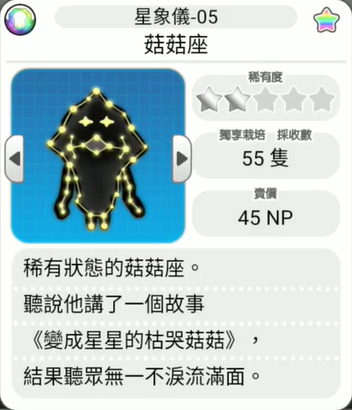 星象儀-05
菇菇座
稀有度
獨享栽培 採收數
55 隻
賣價
45 NP
稀有狀態的菇菇座。
聽說他講了一個故事
《變成星星的枯哭菇菇》，
結果聽眾無一不淚流滿面。